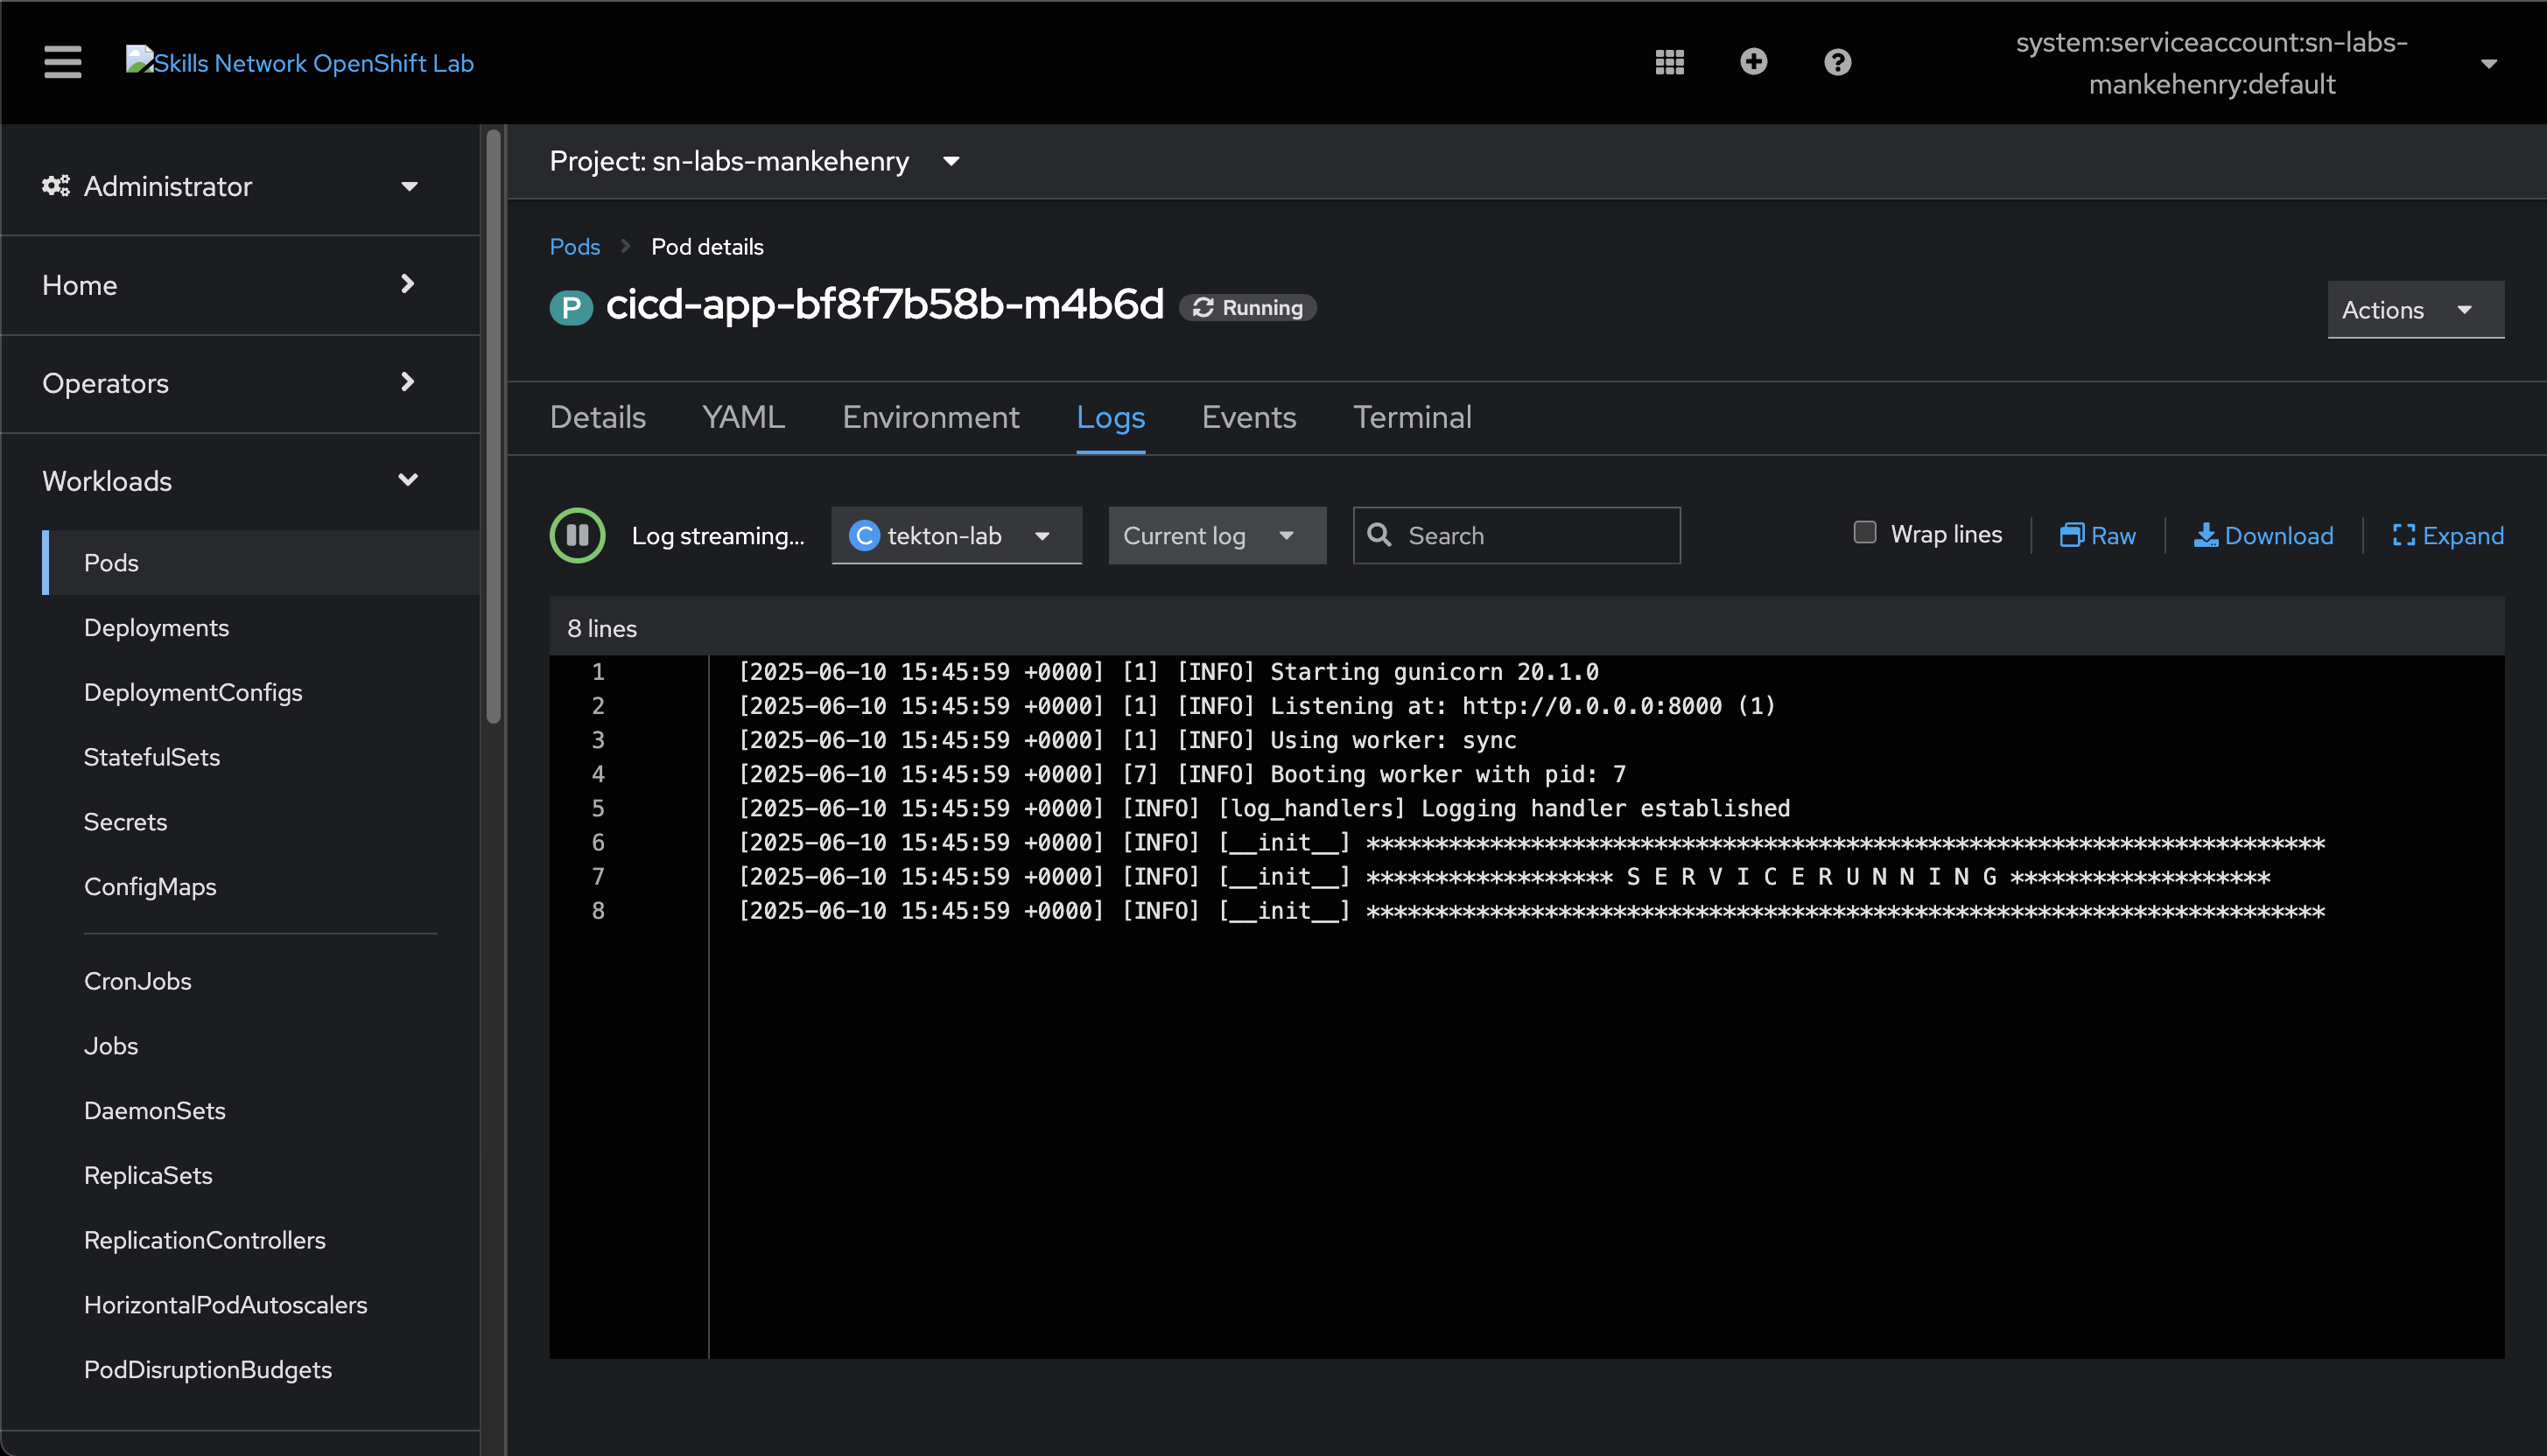 Skills Network OpenShift Lab
system:serviceaccount:sn-labs-
mankehenry:default
Administrator
Home
Operators
Workloads
Pods
Deployments
DeploymentConfigs
StatefulSets
Secrets
ConfigMaps
CronJobs
Jobs
DaemonSets
ReplicaSets
ReplicationControllers
HorizontalPodAutoscalers
PodDisruptionBudgets
Project: sn-labs-mankehenry
Pods Pod details
P cicd-app-bf8f7b58b-m4b6d Running
Actions
Details YAML Environment Logs Events Terminal
Log streaming... C tekton-lab Current log Search Wrap lines Raw Download Expand
8 lines
1 [2025-06-10 15:45:59 +0000] [1] [INFO] Starting gunicorn 20.1.0
2 [2025-06-10 15:45:59 +0000] [1] [INFO] Listening at: http://0.0.0.0:8000 (1)
3 [2025-06-10 15:45:59 +0000] [1] [INFO] Using worker: sync
4 [2025-06-10 15:45:59 +0000] [7] [INFO] Booting worker with pid: 7
5 [2025-06-10 15:45:59 +0000] [INFO] [log_handlers] Logging handler established
6 [2025-06-10 15:45:59 +0000] [INFO] [__init__] **********************************************************************
7 [2025-06-10 15:45:59 +0000] [INFO] [__init__] ****************** S E R V I C E R U N N I N G *******************
8 [2025-06-10 15:45:59 +0000] [INFO] [__init__] **********************************************************************